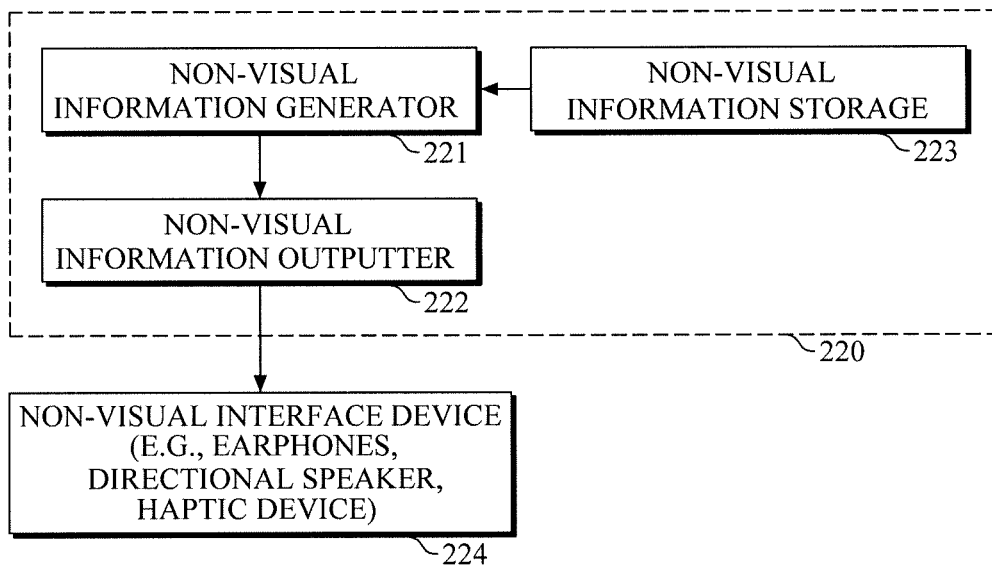 NON-VISUAL
INFORMATION GENERATOR
221
NON-VISUAL
INFORMATION STORAGE
223
NON-VISUAL
INFORMATION OUTPUTTER
222
220
NON-VISUAL INTERFACE DEVICE
(E.G., EARPHONES,
DIRECTIONAL SPEAKER,
HAPTIC DEVICE)
224